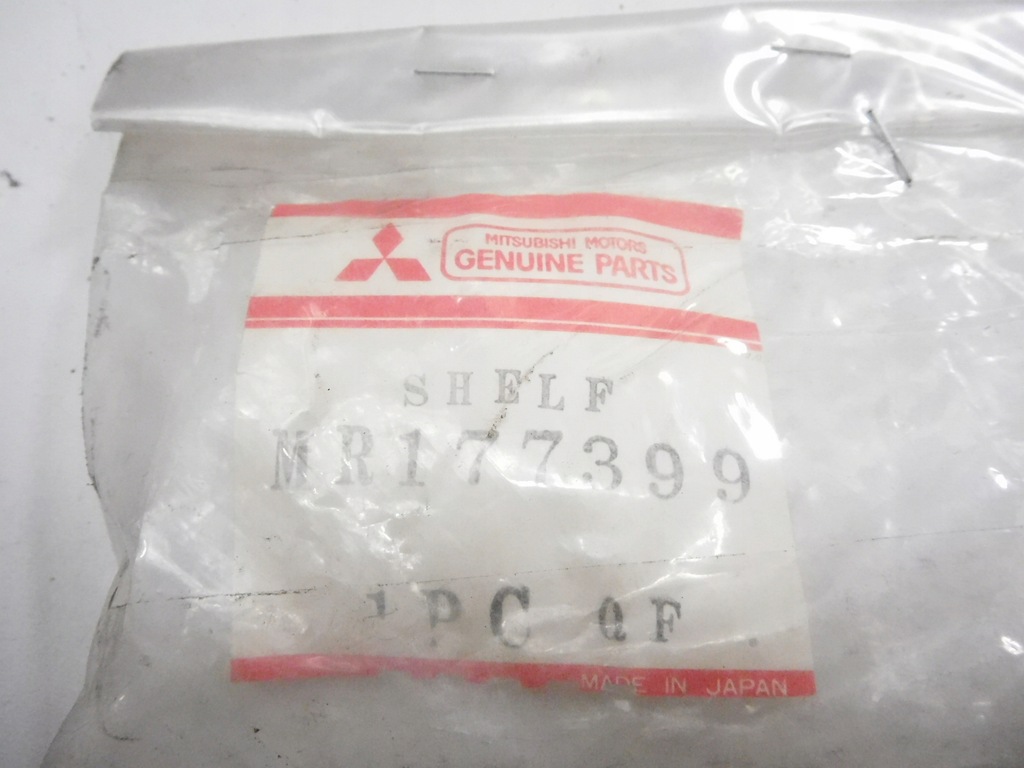 MITSUBISHI MOTORS
GENUINE PARTS
SHELF
MR177399
1PC QF
MADE IN JAPAN